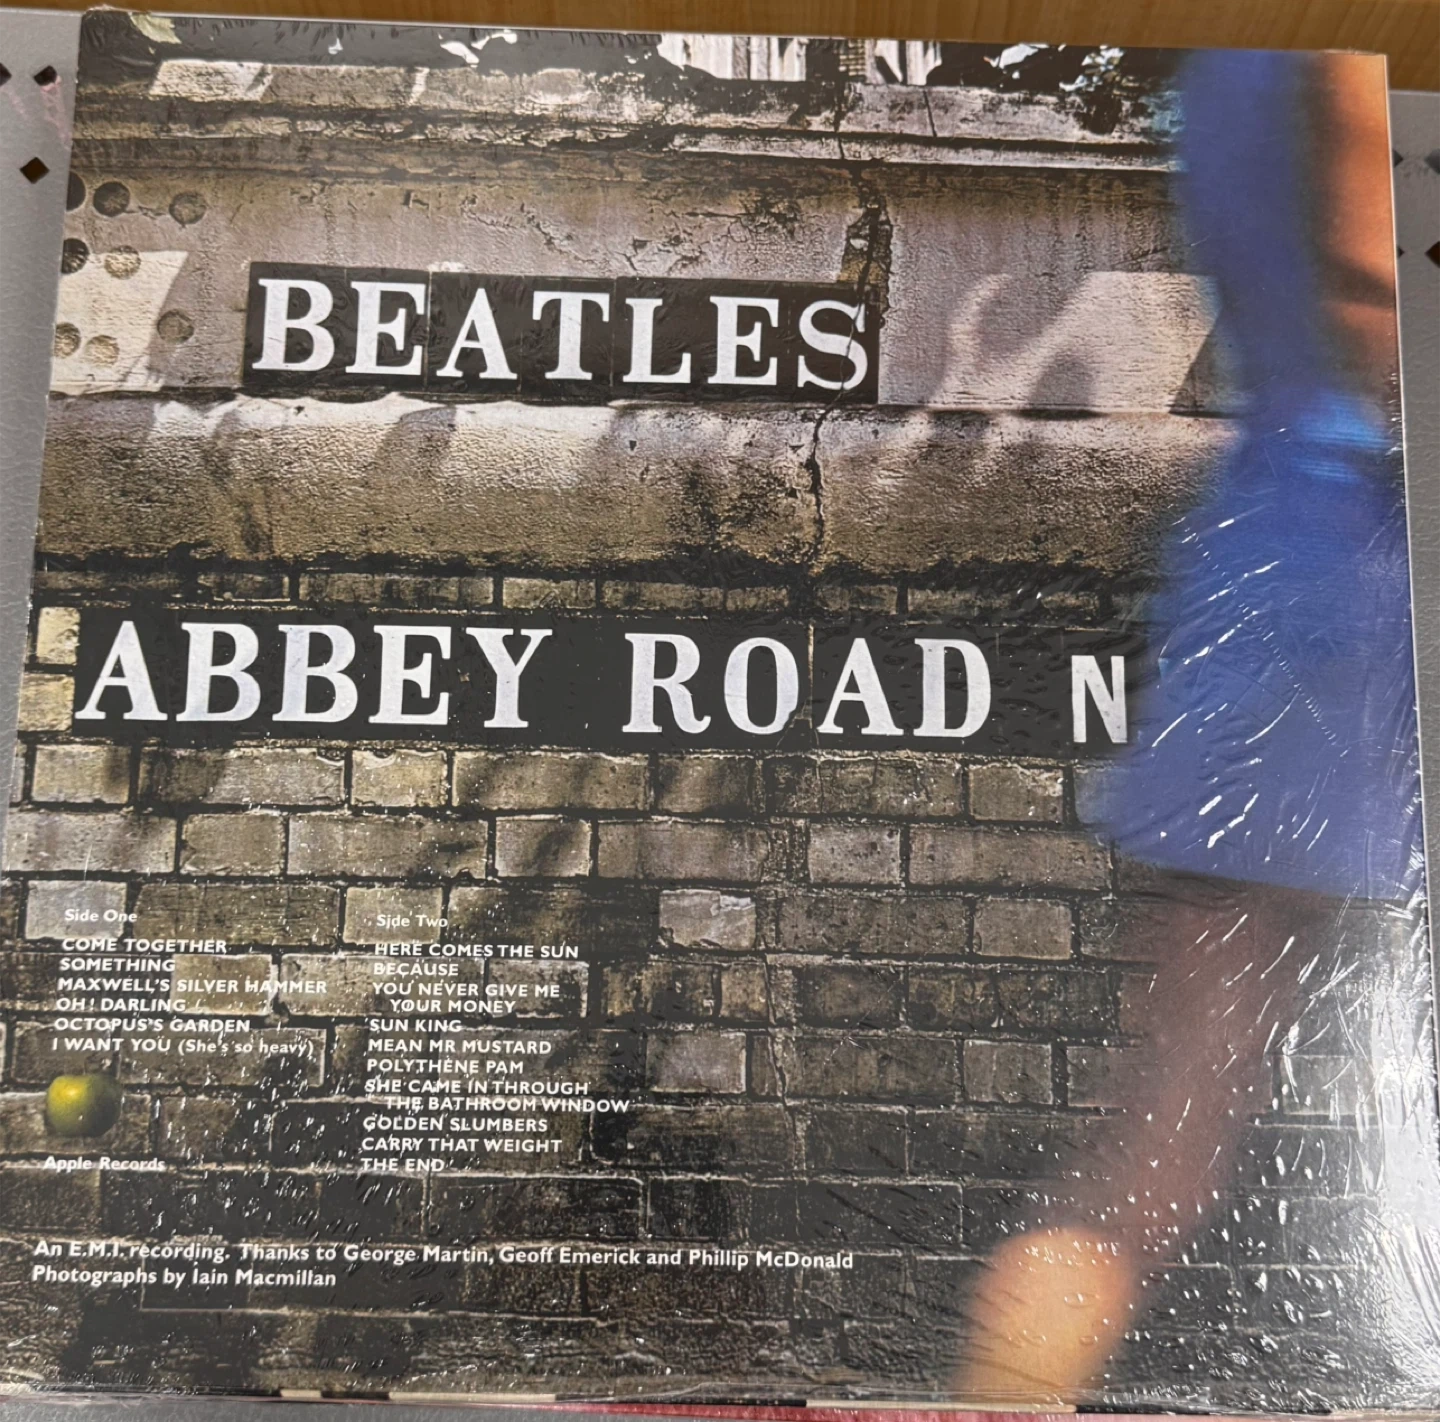 BEATLES
ABBEY ROAD N
Side One
COME TOGETHER
SOMETHING
MAXWELL'S SILVER HAMMER
OH! DARLING
OCTOPUS'S GARDEN
I WANT YOU (She's so heavy)
Apple Records
Side Two
HERE COMES THE SUN
BECAUSE
YOU NEVER GIVE ME
YOUR MONEY
SUN KING
MEAN MR MUSTARD
POLYTHENE PAM
SHE CAME IN THROUGH
THE BATHROOM WINDOW
GOLDEN SLUMBERS
CARRY THAT WEIGHT
THE END
An E.M.I. recording. Thanks to George Martin, Geoff Emerick and Phillip McDonald
Photographs by Iain Macmillan